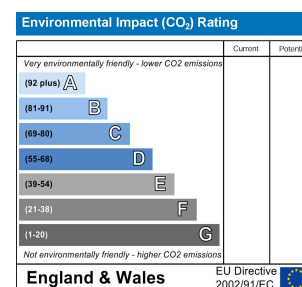 Environmental Impact (CO₂) Rating
Current Potenti
Very environmentally friendly - lower CO2 emissions
(92 plus) A
(81-91) B
(69-80) C
(55-68) D
(39-54) E
(21-38) F
(1-20) G
Not environmentally friendly - higher CO2 emissions
England & Wales
EU Directive
2002/91/EC